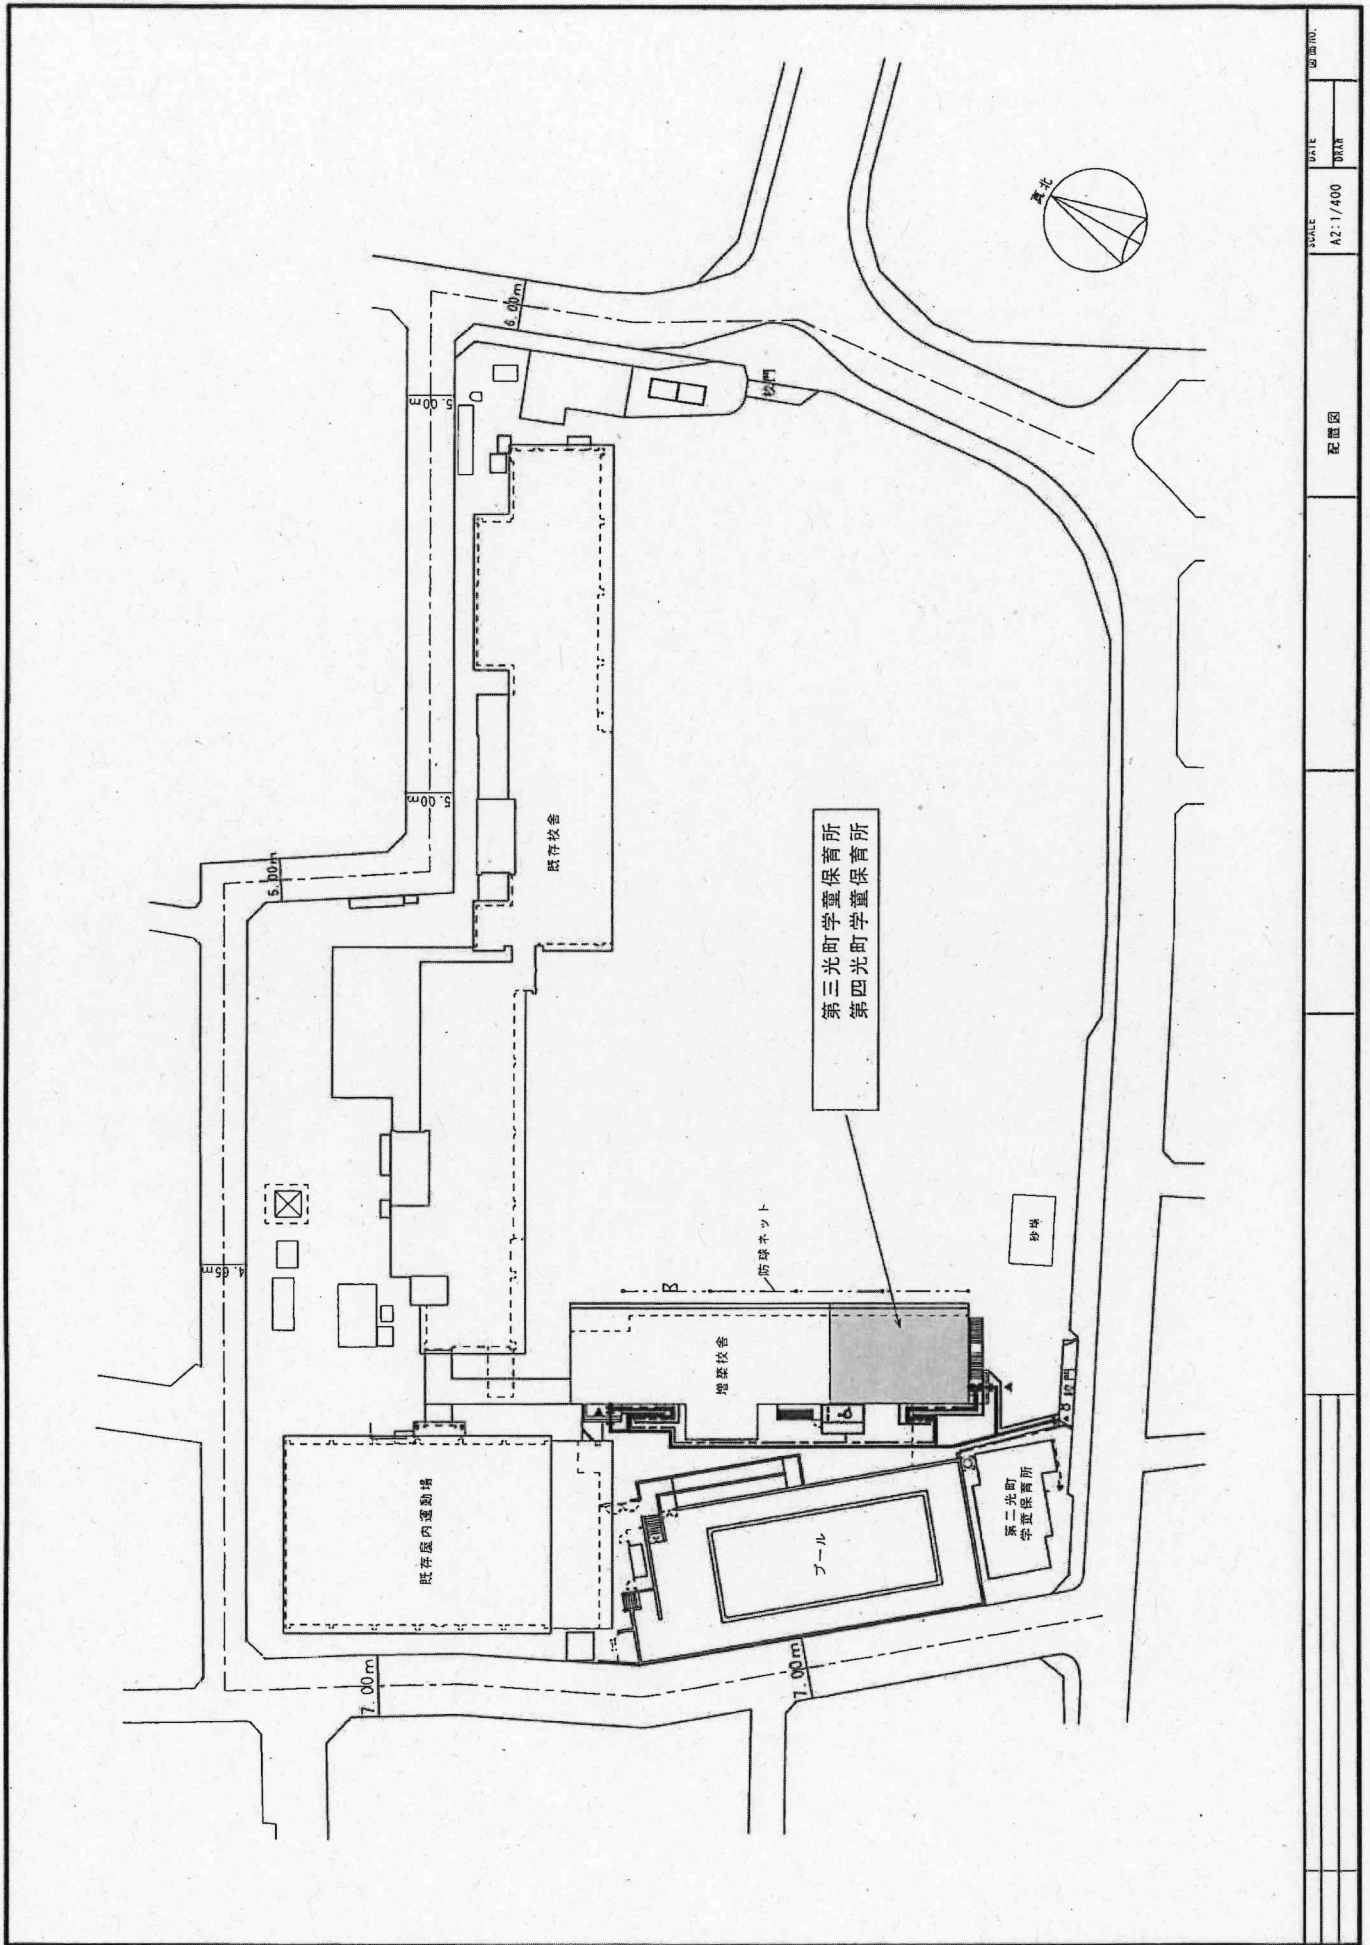 真北
6.00m
5.00m
校門
5.00m
既存校舎
5.00m
第三光町学童保育所
第四光町学童保育所
4.65m
防球ネット
砂場
増築校舎
校門
既存屋内運動場
プール
第二光町
学童保育所
7.00m
7.00m
配置図
SCALE
A2:1/400
DATE
DRAW
図面NO.